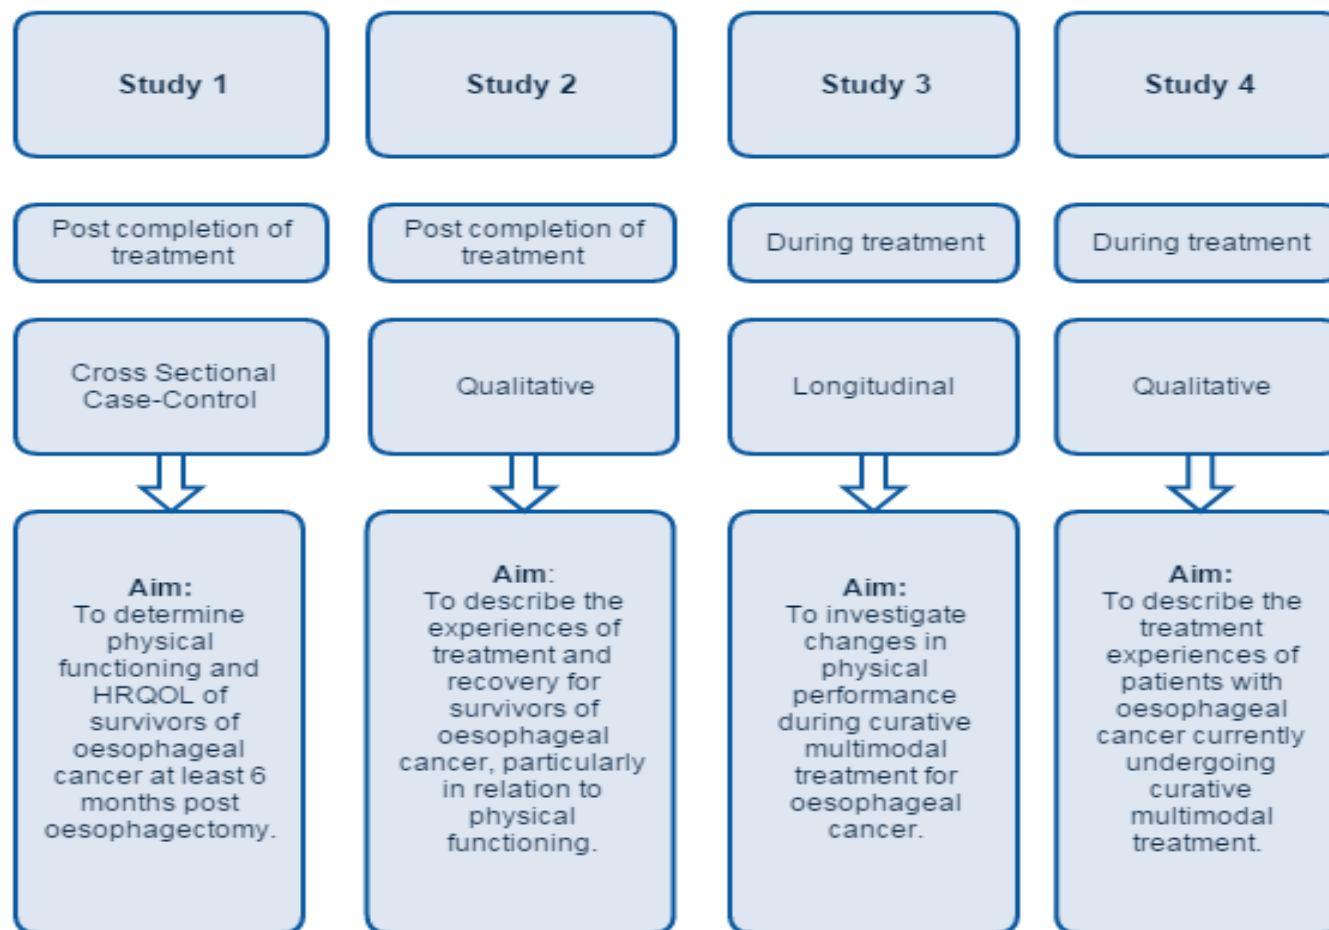 Study 1
Study 2
Study 3
Study 4
Post completion of
treatment
Post completion of
treatment
During treatment
During treatment
Cross Sectional
Case-Control
Qualitative
Longitudinal
Qualitative
Aim:
To determine
physical
functioning and
HRQOL of
survivors of
oesophageal
cancer at least 6
months post
oesophagectomy.
Aim:
To describe the
experiences of
treatment and
recovery for
survivors of
oesophageal
cancer, particularly
in relation to
physical
functioning.
Aim:
To investigate
changes in
physical
performance
during curative
multimodal
treatment for
oesophageal
cancer.
Aim:
To describe the
treatment
experiences of
patients with
oesophageal
cancer currently
undergoing
curative
multimodal
treatment.